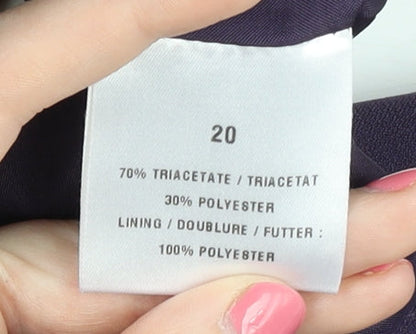 20
70% TRIACETATE / TRIACETAT
30% POLYESTER
LINING / DOUBLURE / FUTTER :
100% POLYESTER